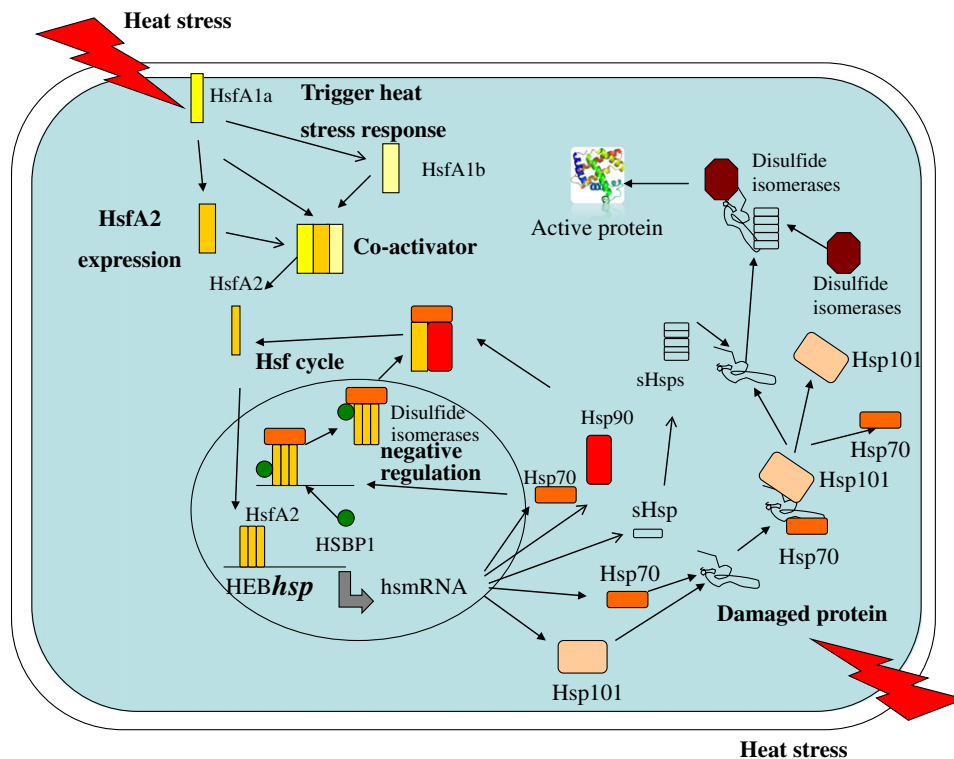 Heat stress
HsfA1a
Trigger heat
stress response
HsfA1b
HsfA2
expression
Co-activator
HsfA2
Hsf cycle
Disulfide
isomerases
Active protein
Disulfide
isomerases
sHsps
Hsp101
Hsp90
Hsp70
Hsp101
Disulfide
isomerases
negative
regulation
Hsp70
sHsp
HsfA2
HSBP1
Hsp70
Hsp70
HEBhsp
hsmRNA
Damaged protein
Hsp101
Heat stress